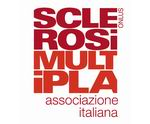 SCLE
ROSI
MULT
IPLA
ONLUS
associazione
italiana